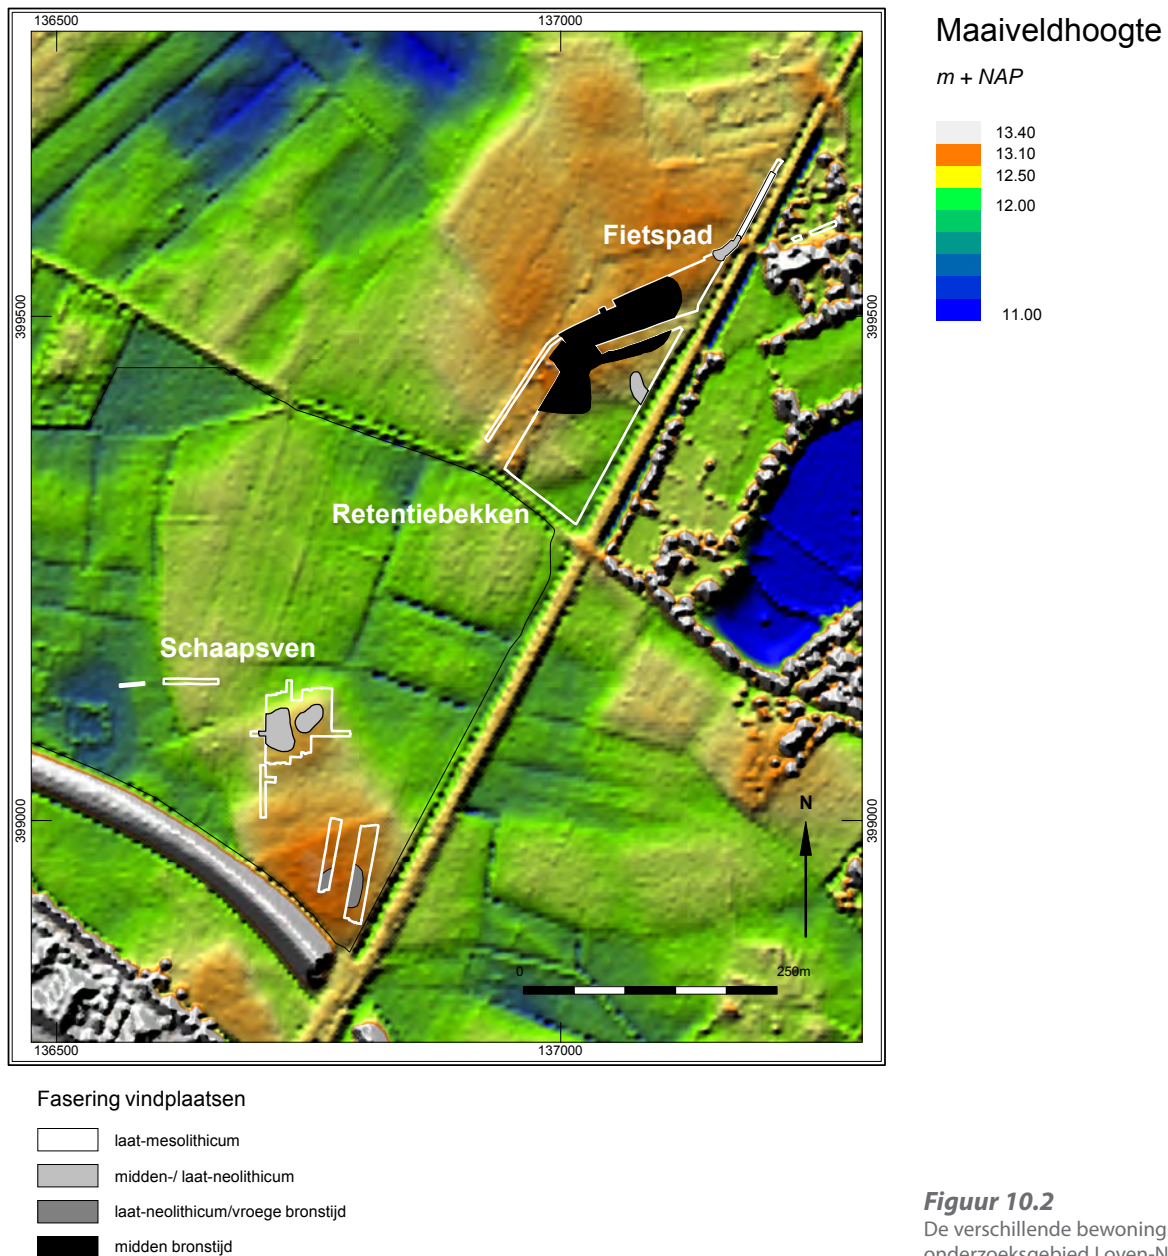 136500
137000
Maaiveldhoogte
m + NAP
13.40
13.10
12.50
12.00
11.00
Fietspad
399500
399500
Retentiebekken
Schaapsven
399000
399000
N
0
250m
136500
137000
Fasering vindplaatsen
laat-mesolithicum
midden-/ laat-neolithicum
laat-neolithicum/vroege bronstijd
midden bronstijd
Figuur 10.2
De verschillende bewoning
onderzoeksgebied Loven-N